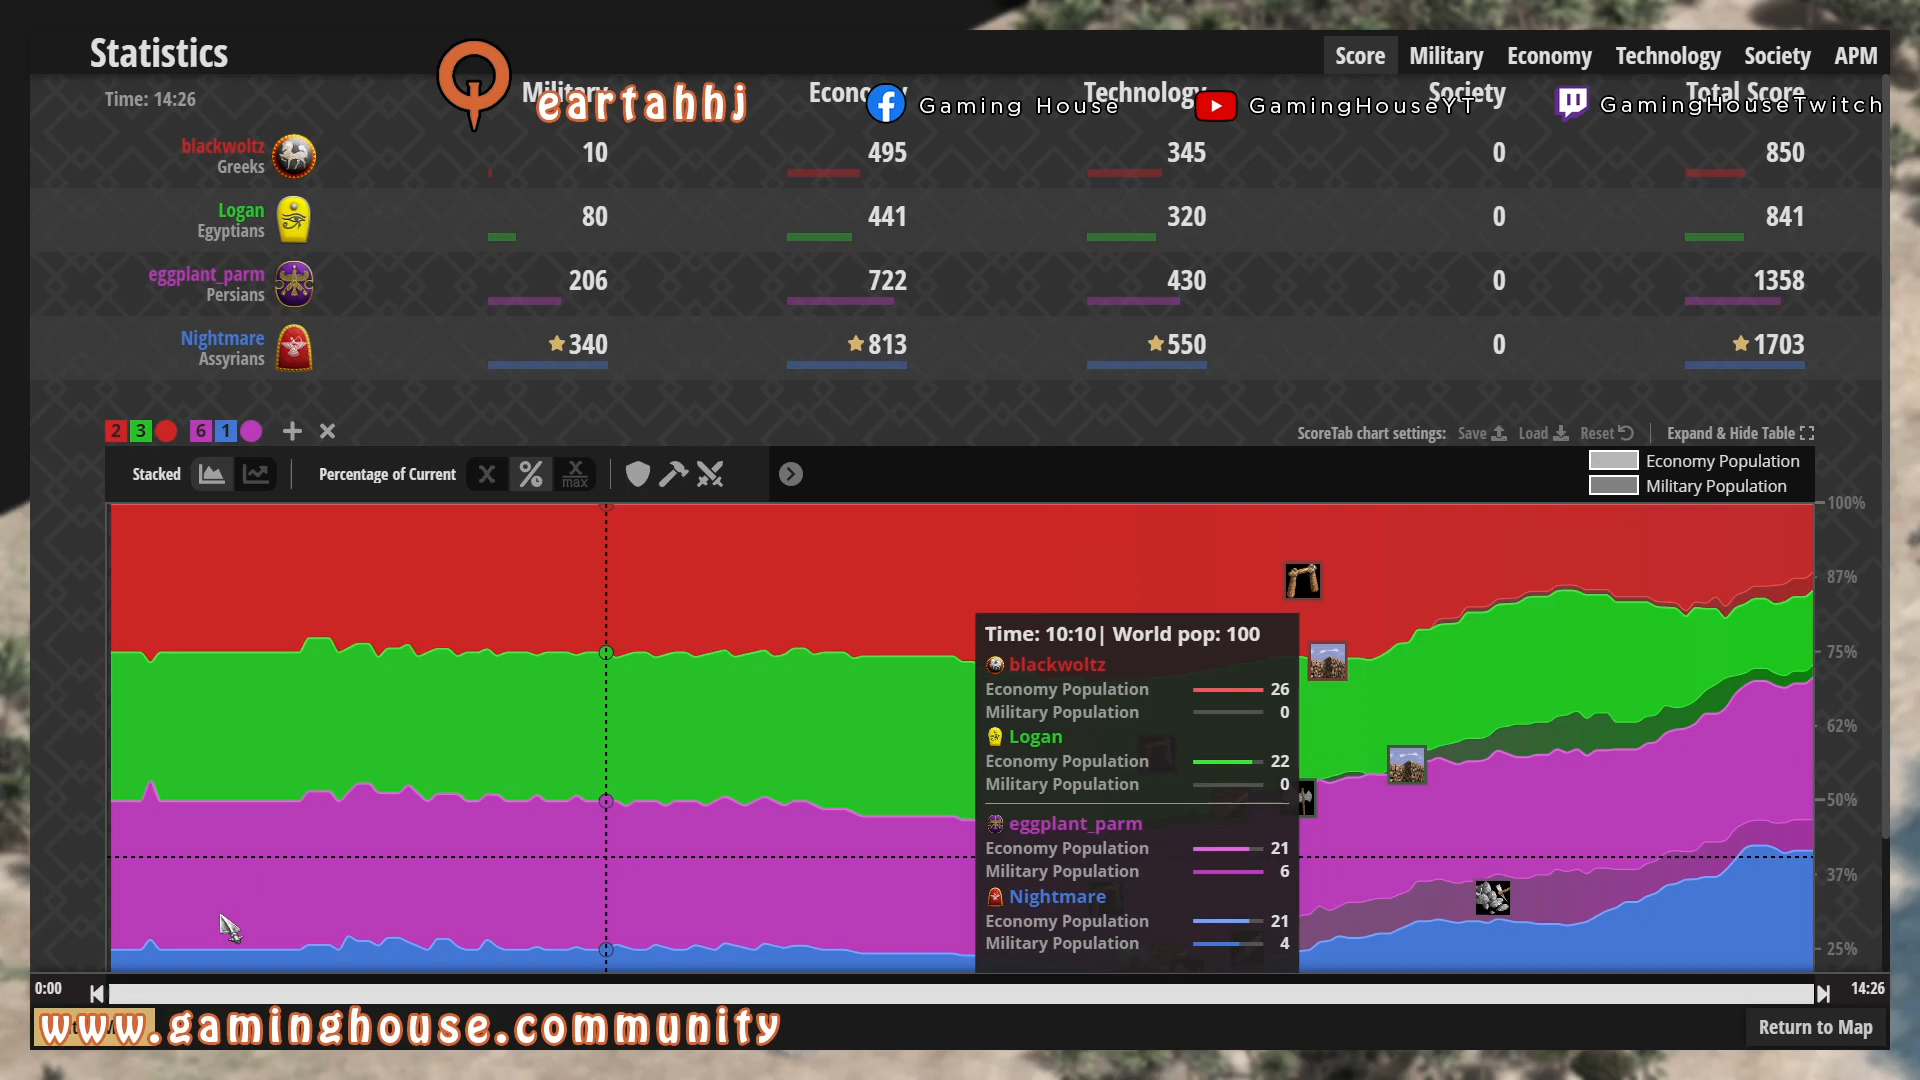 Statistics
Score Military Economy Technology Society APM
Time: 14:26
Military Technology Society Total Score
eartahhj Gaming House GamingHouseYT GamingHouseTwitch
blackwoltz
Greeks
10 495 345 0 850
Logan
Egyptians
80 441 320 0 841
eggplant_parm
Persians
206 722 430 0 1358
Nightmare
Assyrians
340 813 550 0 1703
2 3 6 1
ScoreTab chart settings: Save Load Reset Expand & Hide Table
Stacked Percentage of Current X % X max
Economy Population
Military Population
100%
87%
75%
62%
50%
37%
25%
Time: 10:10| World pop: 100
blackwoltz
Economy Population 26
Military Population 0
Logan
Economy Population 22
Military Population 0
eggplant_parm
Economy Population 21
Military Population 6
Nightmare
Economy Population 21
Military Population 4
0:00 14:26
www.gaminghouse.community
Return to Map